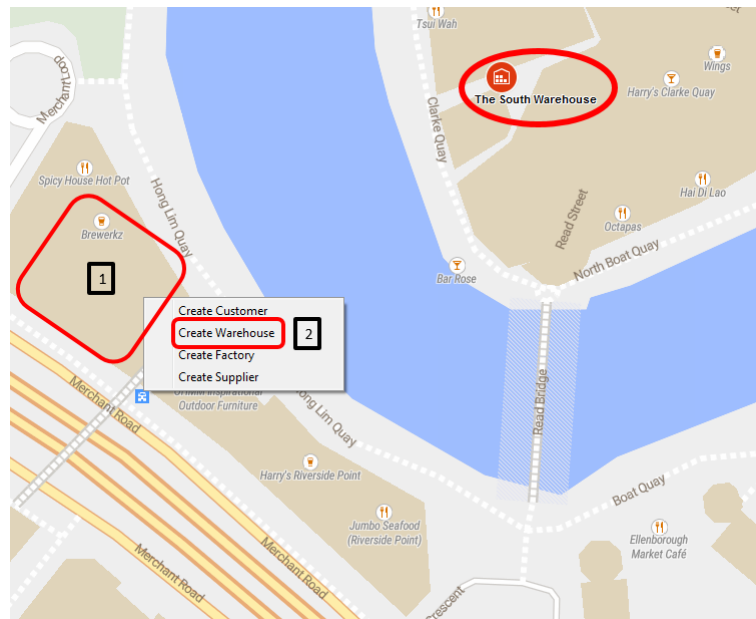 Tsui Wah
Wings
Harry's Clarke Quay
The South Warehouse
Merchant Loop
Clarke Quay
Spicy House Hot Pot
Hong Lim Quay
Hai Di Lao
Brewerkz
Read Street
Octapas
North Boat Quay
Bar Rose
1
Create Customer
Create Warehouse
2
Create Factory
Create Supplier
Outdoor Furniture
Merchant Road
Hong Lim Quay
Read Bridge
Harry's Riverside Point
Boat Quay
Jumbo Seafood
(Riverside Point)
Ellenborough
Market Café
Merchant Road
Merchant Road
Crescent